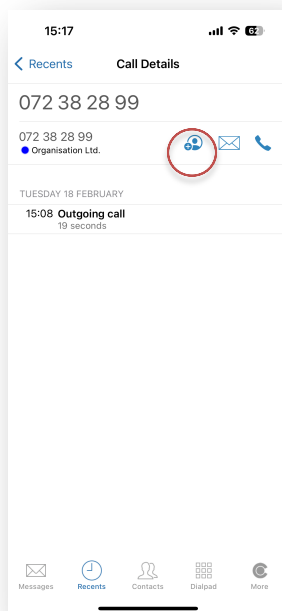 15:17
62
Recents
Call Details
072 38 28 99
072 38 28 99
Organisation Ltd.
TUESDAY 18 FEBRUARY
15:08 Outgoing call
19 seconds
Messages
Recents
Contacts
Dialpad
More